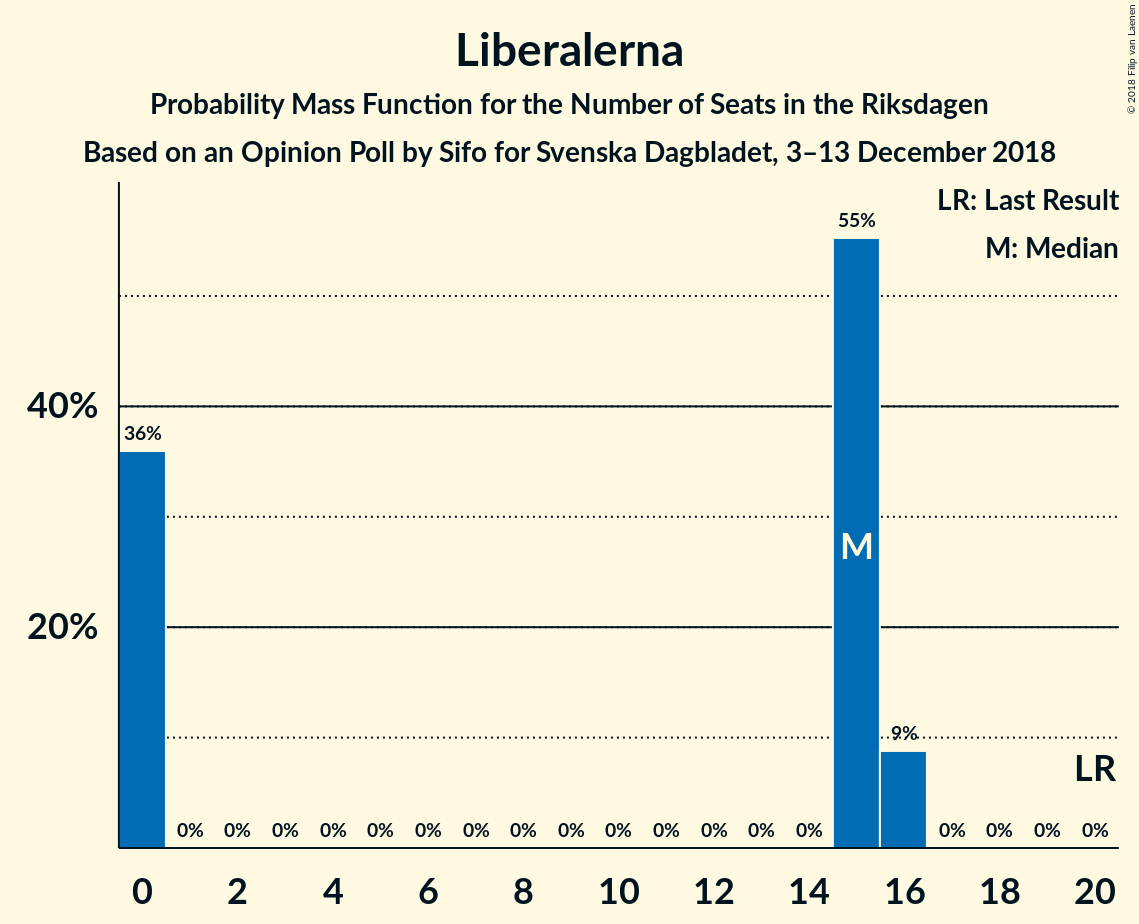 Liberalerna
Probability Mass Function for the Number of Seats in the Riksdagen
Based on an Opinion Poll by Sifo for Svenska Dagbladet, 3–13 December 2018
© 2018 Filip van Laenen
LR: Last Result
M: Median
55%
40%
36%
M
20%
9%
LR
0% 0% 0% 0% 0% 0% 0% 0% 0% 0% 0% 0% 0% 0% 0% 0% 0% 0%
0 2 4 6 8 10 12 14 16 18 20